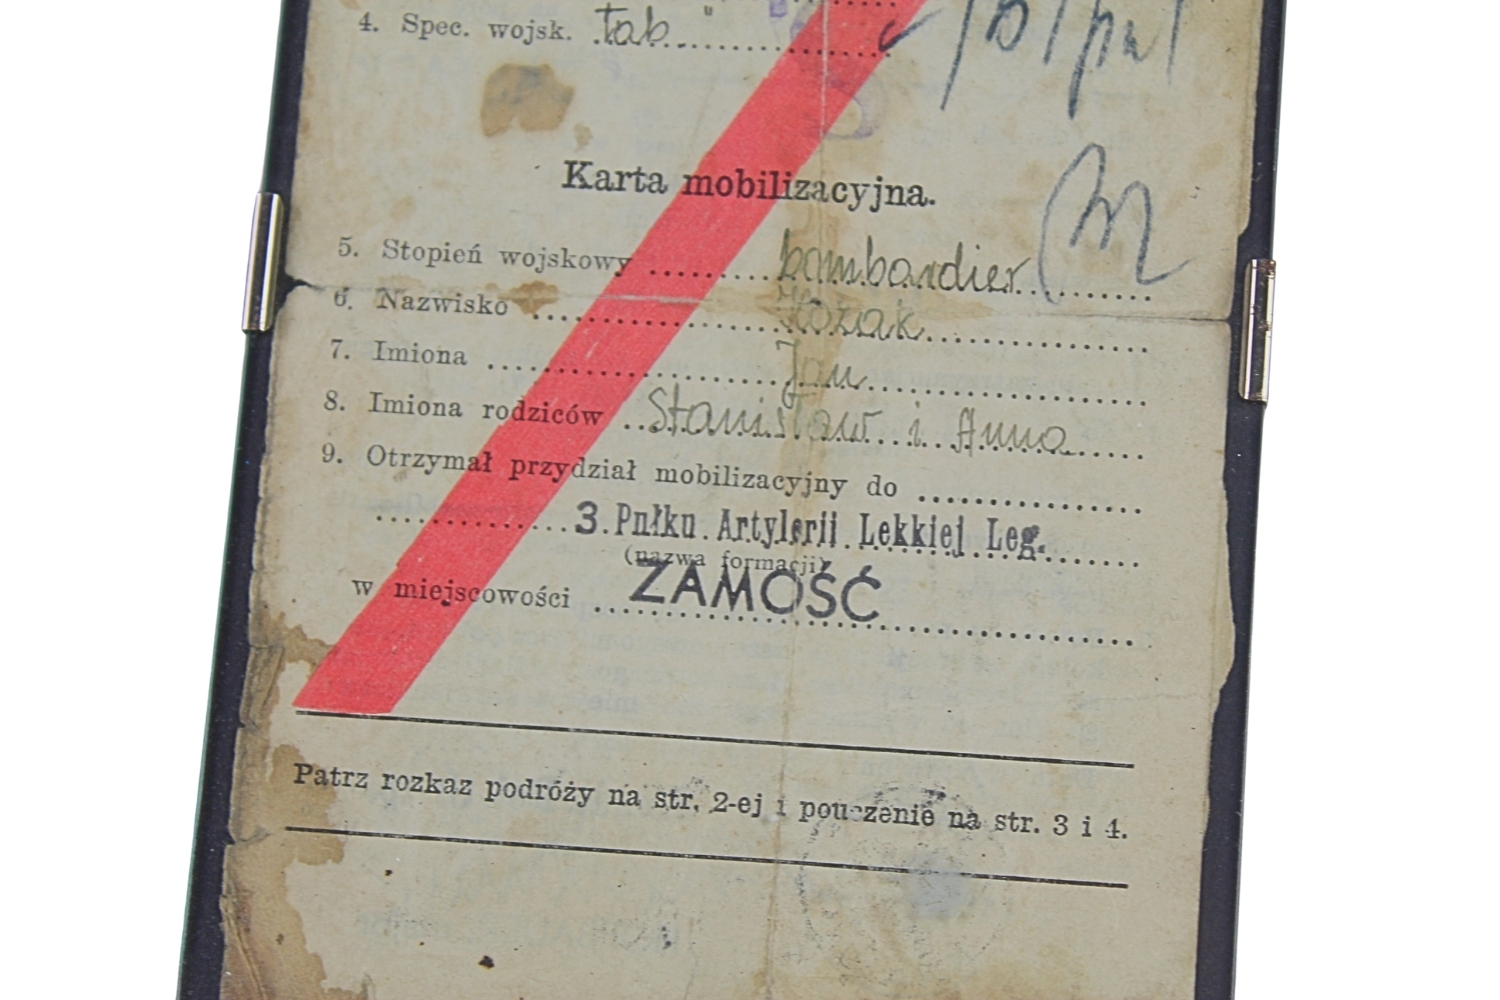 4. Spec. wojsk. tab
Karta mobilizacyjna.
5. Stopień wojskowy bombardier
6. Nazwisko Kozak
7. Imiona Jan
8. Imiona rodziców Stanisław i Anna
9. Otrzymał przydział mobilizacyjny do
3. Pułku Artylerji Lekkiej Leg.
(nazwa formacji)
w miejscowości ZAMOŚĆ
Patrz rozkaz podróży na str. 2-ej i pouczenie na str. 3 i 4.